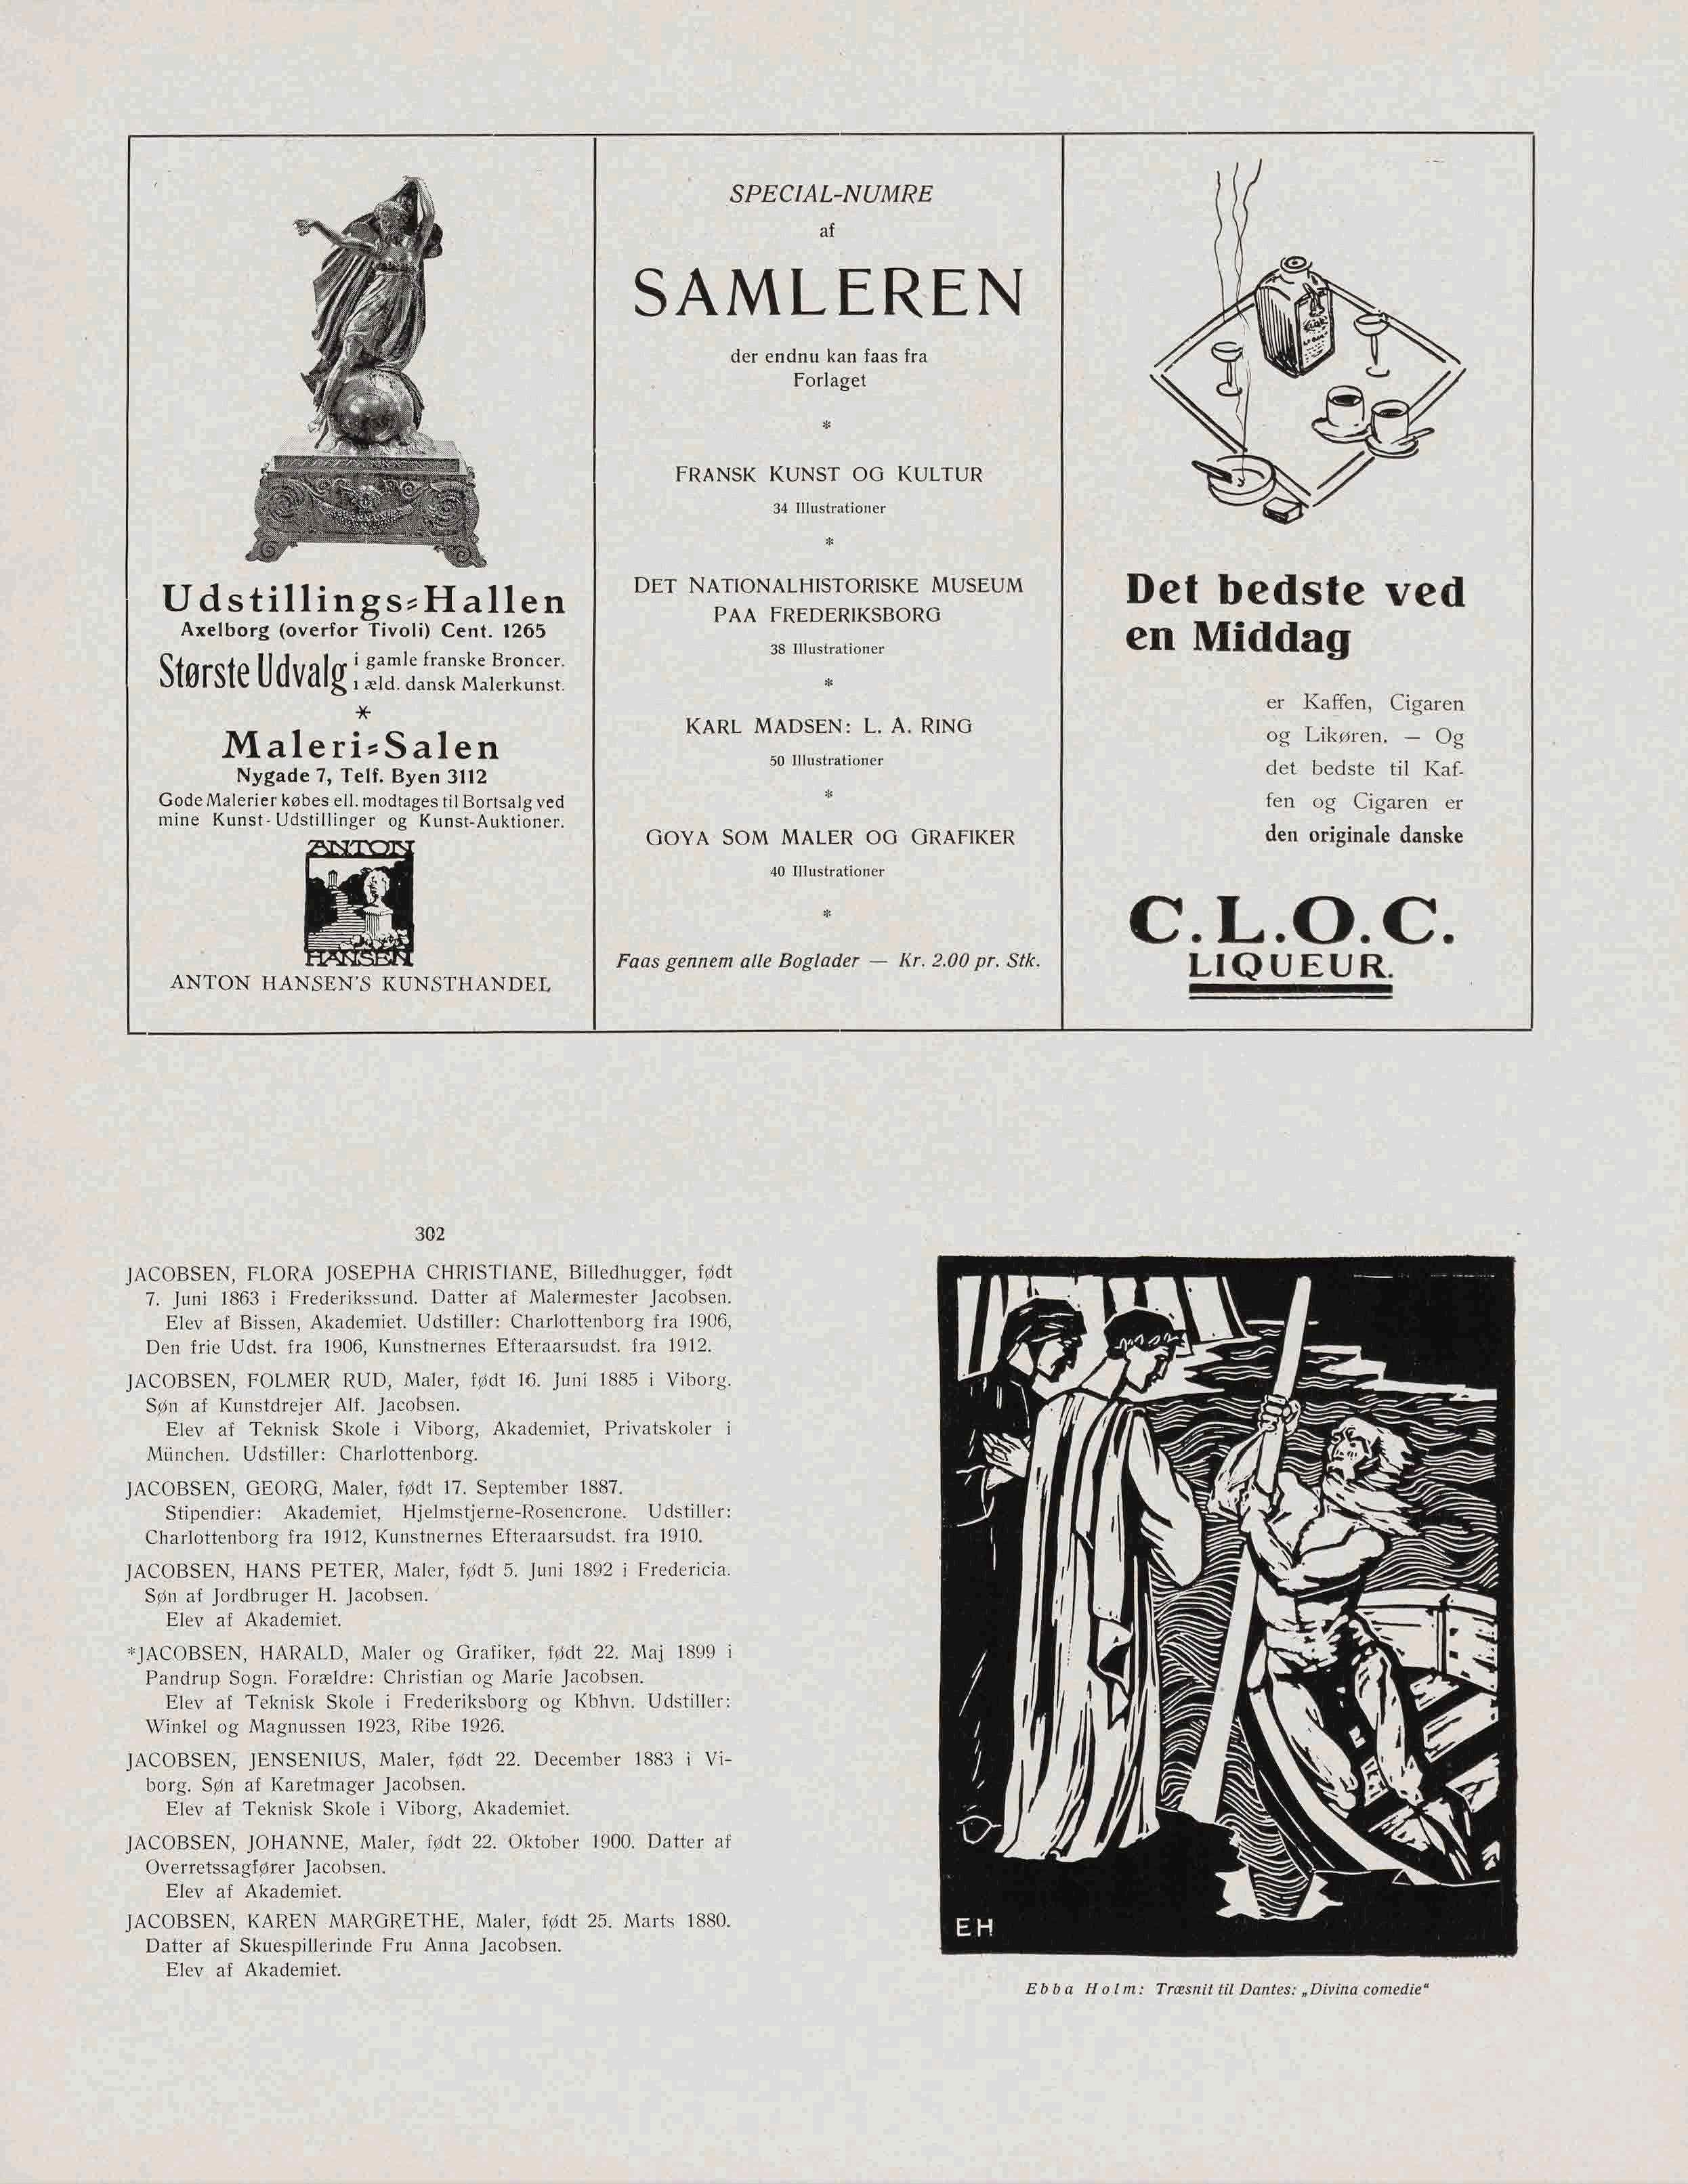 Udstillings=Hallen
Axelborg (overfor Tivoli) Cent. 1265
Største Udvalg i gamle franske Broncer.
i æld. dansk Malerkunst.
*
Maleri=Salen
Nygade 7, Telf. Byen 3112
Gode Malerier købes ell. modtages til Bortsalg ved
mine Kunst-Udstillinger og Kunst-Auktioner.
ANTON
HANSEN
ANTON HANSEN'S KUNSTHANDEL
SPECIAL-NUMRE
af
SAMLEREN
der endnu kan faas fra
Forlaget
*
FRANSK KUNST OG KULTUR
34 Illustrationer
*
DET NATIONALHISTORISKE MUSEUM
PAA FREDERIKSBORG
38 Illustrationer
*
KARL MADSEN: L. A. RING
50 Illustrationer
*
GOYA SOM MALER OG GRAFIKER
40 Illustrationer
*
Faas gennem alle Boglader — Kr. 2.00 pr. Stk.
Det bedste ved
en Middag
er Kaffen, Cigaren
og Likøren. — Og
det bedste til Kaf-
fen og Cigaren er
den originale danske
C.L.O.C.
LIQUEUR.
302
JACOBSEN, FLORA JOSEPHA CHRISTIANE, Billedhugger, født
7. Juni 1863 i Frederikssund. Datter af Malermester Jacobsen.
Elev af Bissen, Akademiet. Udstiller: Charlottenborg fra 1906,
Den frie Udst. fra 1906, Kunstnernes Efteraarsudst. fra 1912.
JACOBSEN, FOLMER RUD, Maler, født 16. Juni 1885 i Viborg.
Søn af Kunstdrejer Alf. Jacobsen.
Elev af Teknisk Skole i Viborg, Akademiet, Privatskoler i
München. Udstiller: Charlottenborg.
JACOBSEN, GEORG, Maler, født 17. September 1887.
Stipendier: Akademiet, Hjelmstjerne-Rosencrone. Udstiller:
Charlottenborg fra 1912, Kunstnernes Efteraarsudst. fra 1910.
JACOBSEN, HANS PETER, Maler, født 5. Juni 1892 i Fredericia.
Søn af Jordbruger H. Jacobsen.
Elev af Akademiet.
*JACOBSEN, HARALD, Maler og Grafiker, født 22. Maj 1899 i
Pandrup Sogn. Forældre: Christian og Marie Jacobsen.
Elev af Teknisk Skole i Frederiksborg og Kbhvn. Udstiller:
Winkel og Magnussen 1923, Ribe 1926.
JACOBSEN, JENSENIUS, Maler, født 22. December 1883 i Vi-
borg. Søn af Karetmager Jacobsen.
Elev af Teknisk Skole i Viborg, Akademiet.
JACOBSEN, JOHANNE, Maler, født 22. Oktober 1900. Datter af
Overretssagfører Jacobsen.
Elev af Akademiet.
JACOBSEN, KAREN MARGRETHE, Maler, født 25. Marts 1880.
Datter af Skuespillerinde Fru Anna Jacobsen.
Elev af Akademiet.
EH
Ebba Holm: Træsnit til Dantes: „Divina comedie“